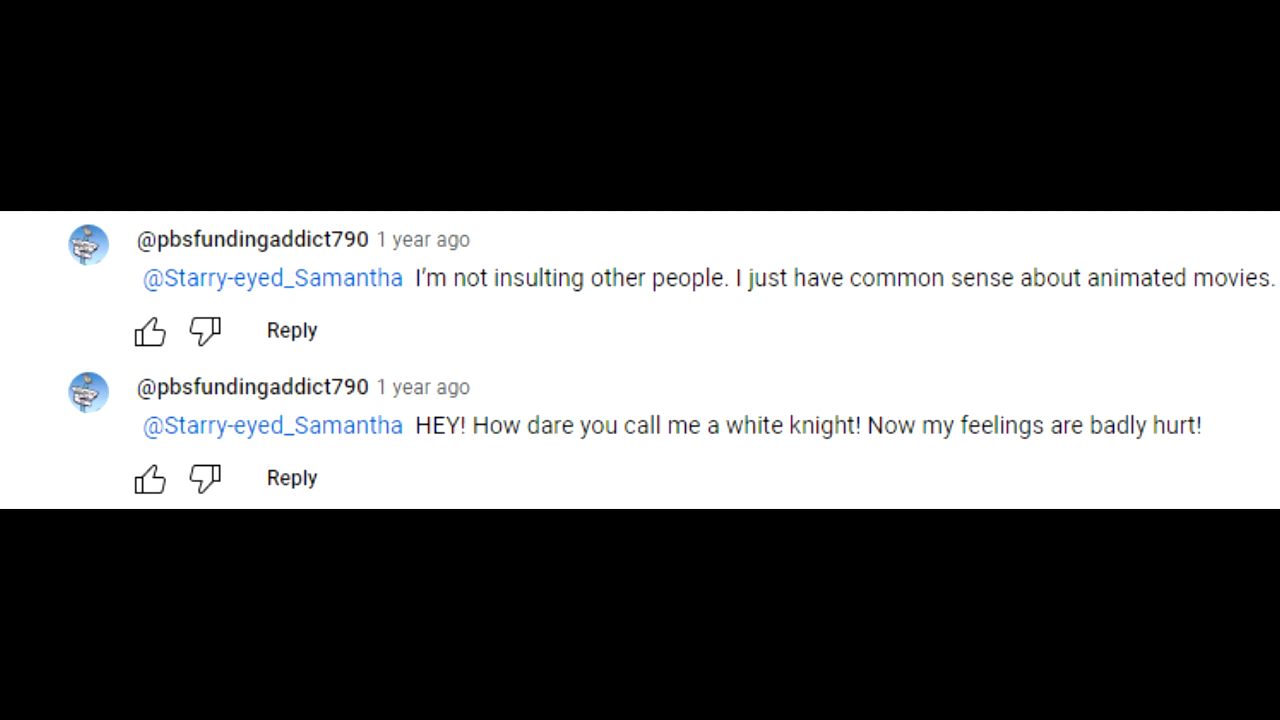 @pbsfundingaddict790 1 year ago
@Starry-eyed_Samantha I'm not insulting other people. I just have common sense about animated movies.
Reply
@pbsfundingaddict790 1 year ago
@Starry-eyed_Samantha HEY! How dare you call me a white knight! Now my feelings are badly hurt!
Reply